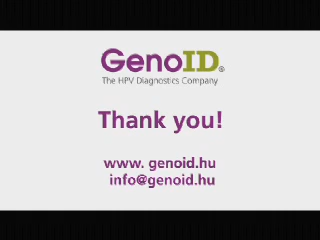 GenoID®
The HPV Diagnostics Company
Thank you!
www. genoid.hu
info@genoid.hu